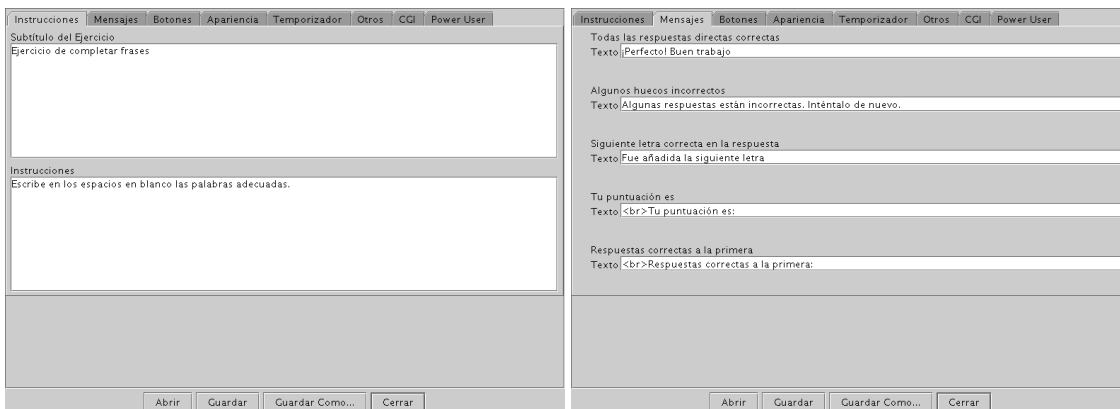 Instrucciones Mensajes Botones Apariencia Temporizador Otros CGI Power User
Subtítulo del Ejercicio
Ejercicio de completar frases
Instrucciones
Escribe en los espacios en blanco las palabras adecuadas.
Abrir Guardar Guardar Como... Cerrar
Instrucciones Mensajes Botones Apariencia Temporizador Otros CGI Power User
Todas las respuestas directas correctas
Texto ¡Perfecto! Buen trabajo
Algunos huecos incorrectos
Texto Algunas respuestas están incorrectas. Inténtalo de nuevo.
Siguiente letra correcta en la respuesta
Texto Fue añadida la siguiente letra
Tu puntuación es
Texto <br>Tu puntuación es:
Respuestas correctas a la primera
Texto <br>Respuestas correctas a la primera:
Abrir Guardar Guardar Como... Cerrar